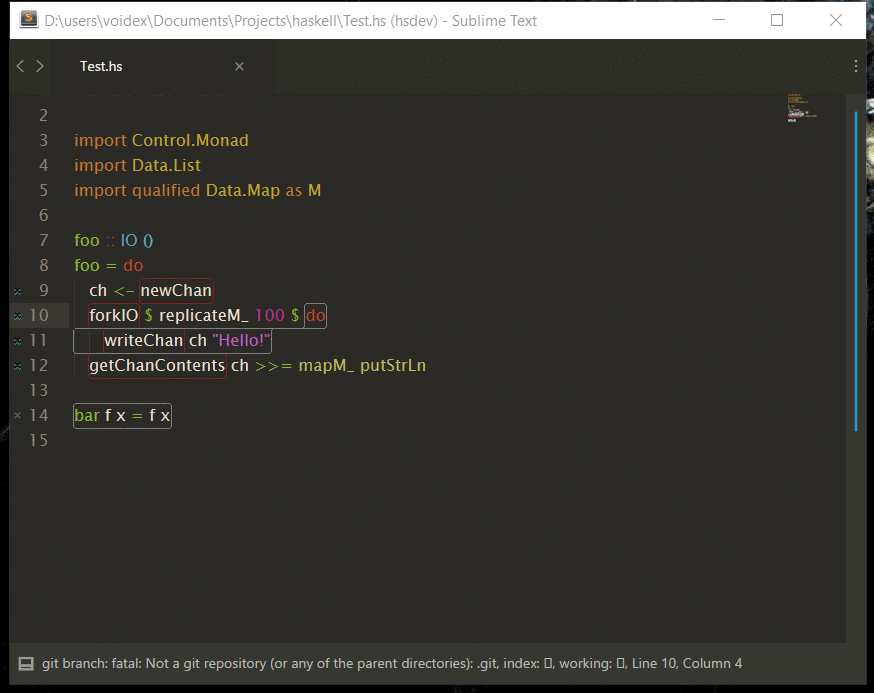 D:\users\voidex\Documents\Projects\haskell\Test.hs (hsdev) - Sublime Text
Test.hs
2
3 import Control.Monad
4 import Data.List
5 import qualified Data.Map as M
6
7 foo :: IO ()
8 foo = do
9 ch <- newChan
10 forkIO $ replicateM_ 100 $ do
11 writeChan ch "Hello!"
12 getChanContents ch >>= mapM_ putStrLn
13
14 bar f x = f x
15
git branch: fatal: Not a git repository (or any of the parent directories): .git, index: ▯, working: ▯, Line 10, Column 4